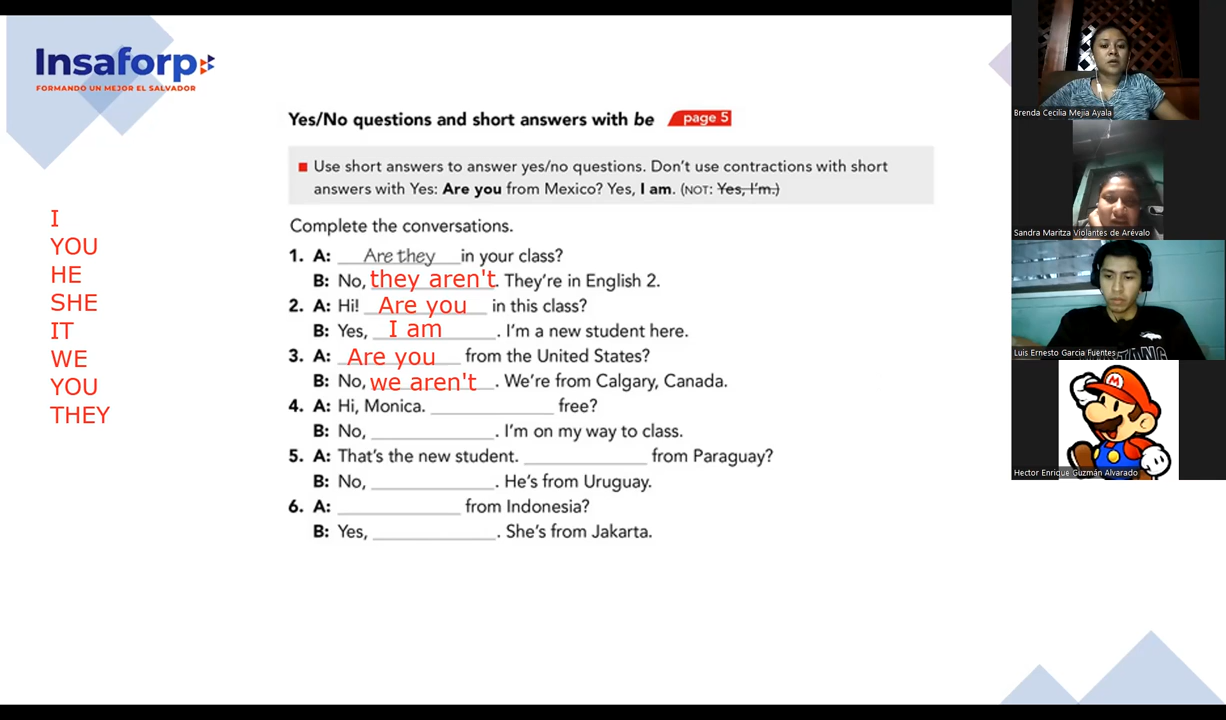 Insaforp
FORMANDO UN MEJOR EL SALVADOR
Yes/No questions and short answers with be page 5
■ Use short answers to answer yes/no questions. Don't use contractions with short
answers with Yes: Are you from Mexico? Yes, I am. (NOT: Yes, I'm.)
I
YOU
HE
SHE
IT
WE
YOU
THEY
Complete the conversations.
1. A: Are they in your class?
B: No, they aren't. They're in English 2.
2. A: Hi! Are you in this class?
B: Yes, I am. I'm a new student here.
3. A: Are you from the United States?
B: No, we aren't. We're from Calgary, Canada.
4. A: Hi, Monica. ____________ free?
B: No, ____________. I'm on my way to class.
5. A: That's the new student. ____________ from Paraguay?
B: No, ____________. He's from Uruguay.
6. A: ____________ from Indonesia?
B: Yes, ____________. She's from Jakarta.
Brenda Cecilia Mejia Ayala
Sandra Maritza Violantes de Arévalo
Luis Ernesto Garcia Fuentes
M
Hector Enrique Guzmán Alvarado